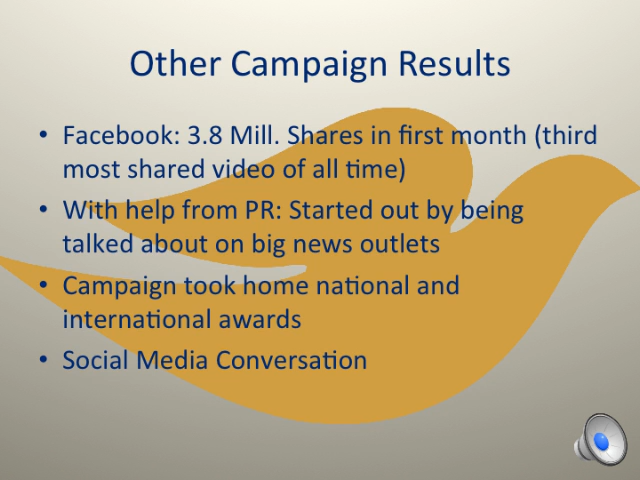 Other Campaign Results
• Facebook: 3.8 Mill. Shares in first month (third
most shared video of all time)
• With help from PR: Started out by being
talked about on big news outlets
• Campaign took home national and
international awards
• Social Media Conversation